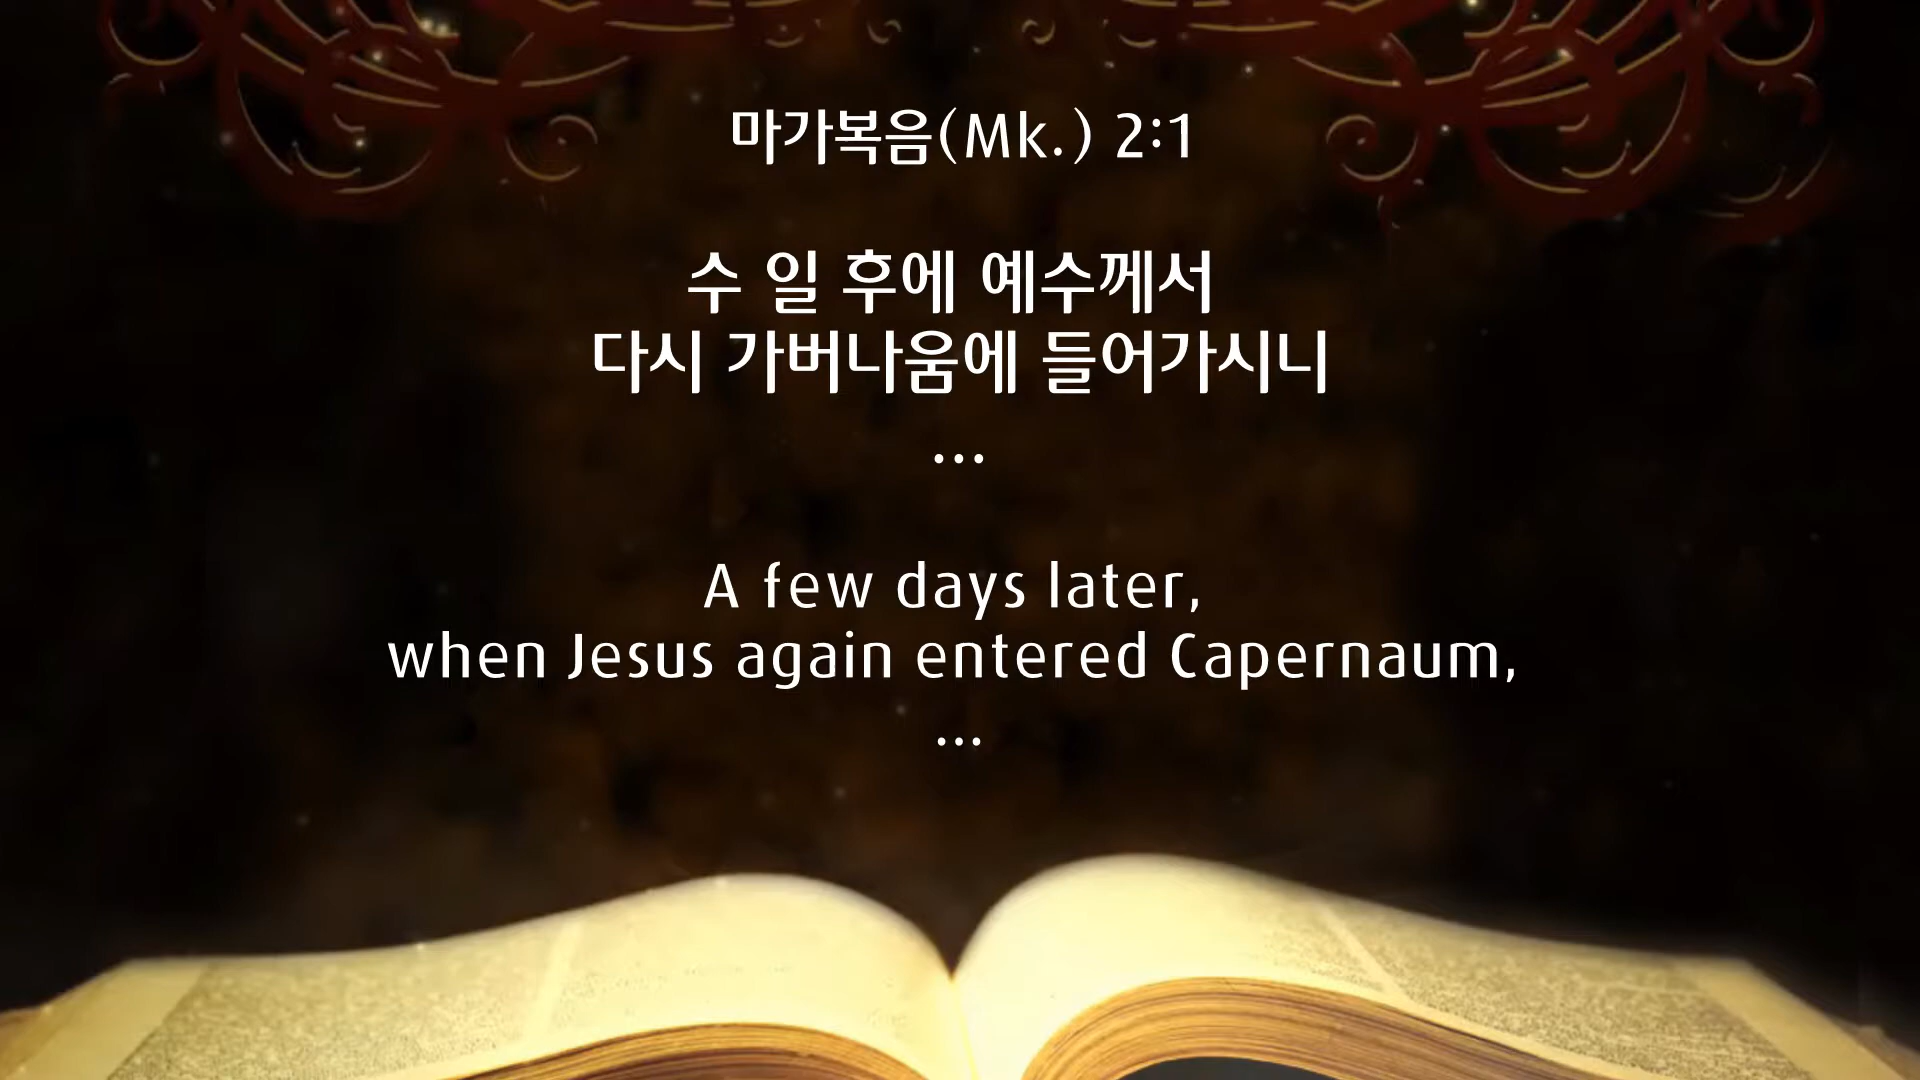 마가복음(Mk.) 2:1
수 일 후에 예수께서
다시 가버나움에 들어가시니
...
A few days later,
when Jesus again entered Capernaum,
...